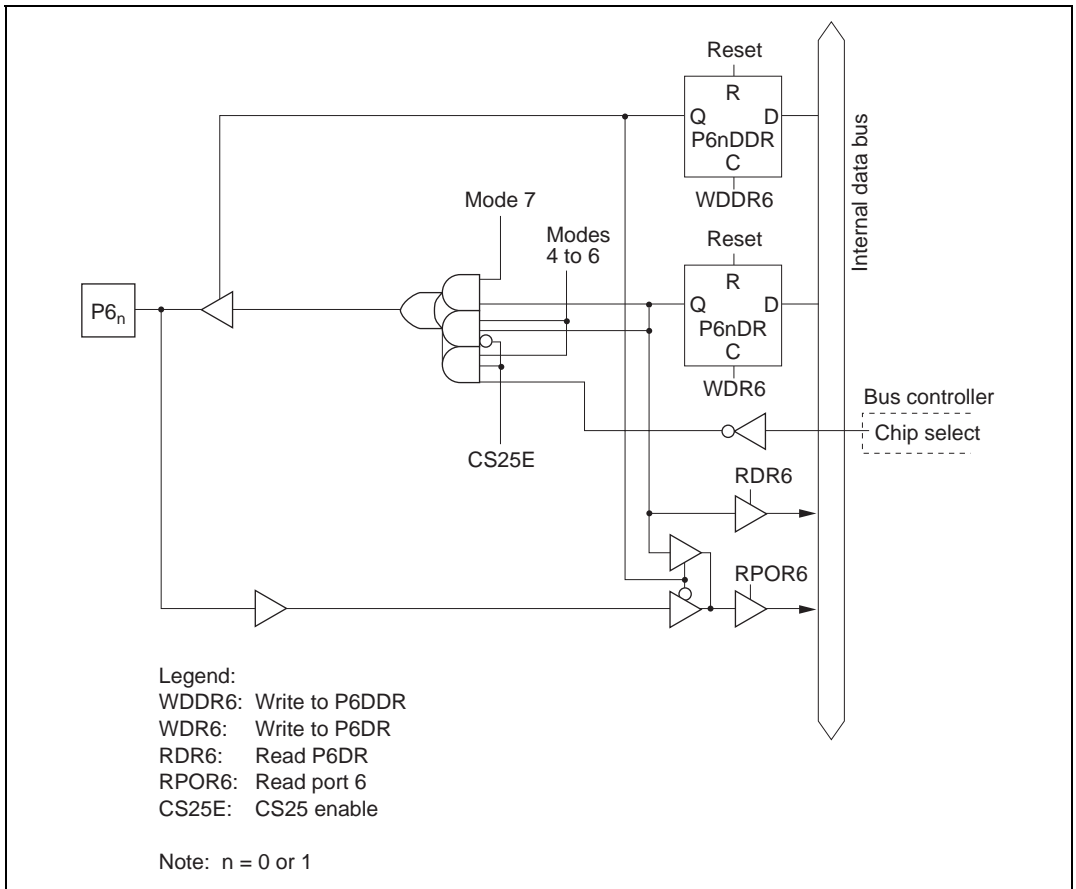 Reset
R
Q D
P6nDDR
C
WDDR6
Internal data bus
Mode 7
Modes
4 to 6
Reset
R
Q D
P6nDR
C
WDR6
P6n
Bus controller
Chip select
CS25E
RDR6
RPOR6
Legend:
WDDR6: Write to P6DDR
WDR6: Write to P6DR
RDR6: Read P6DR
RPOR6: Read port 6
CS25E: CS25 enable
Note: n = 0 or 1